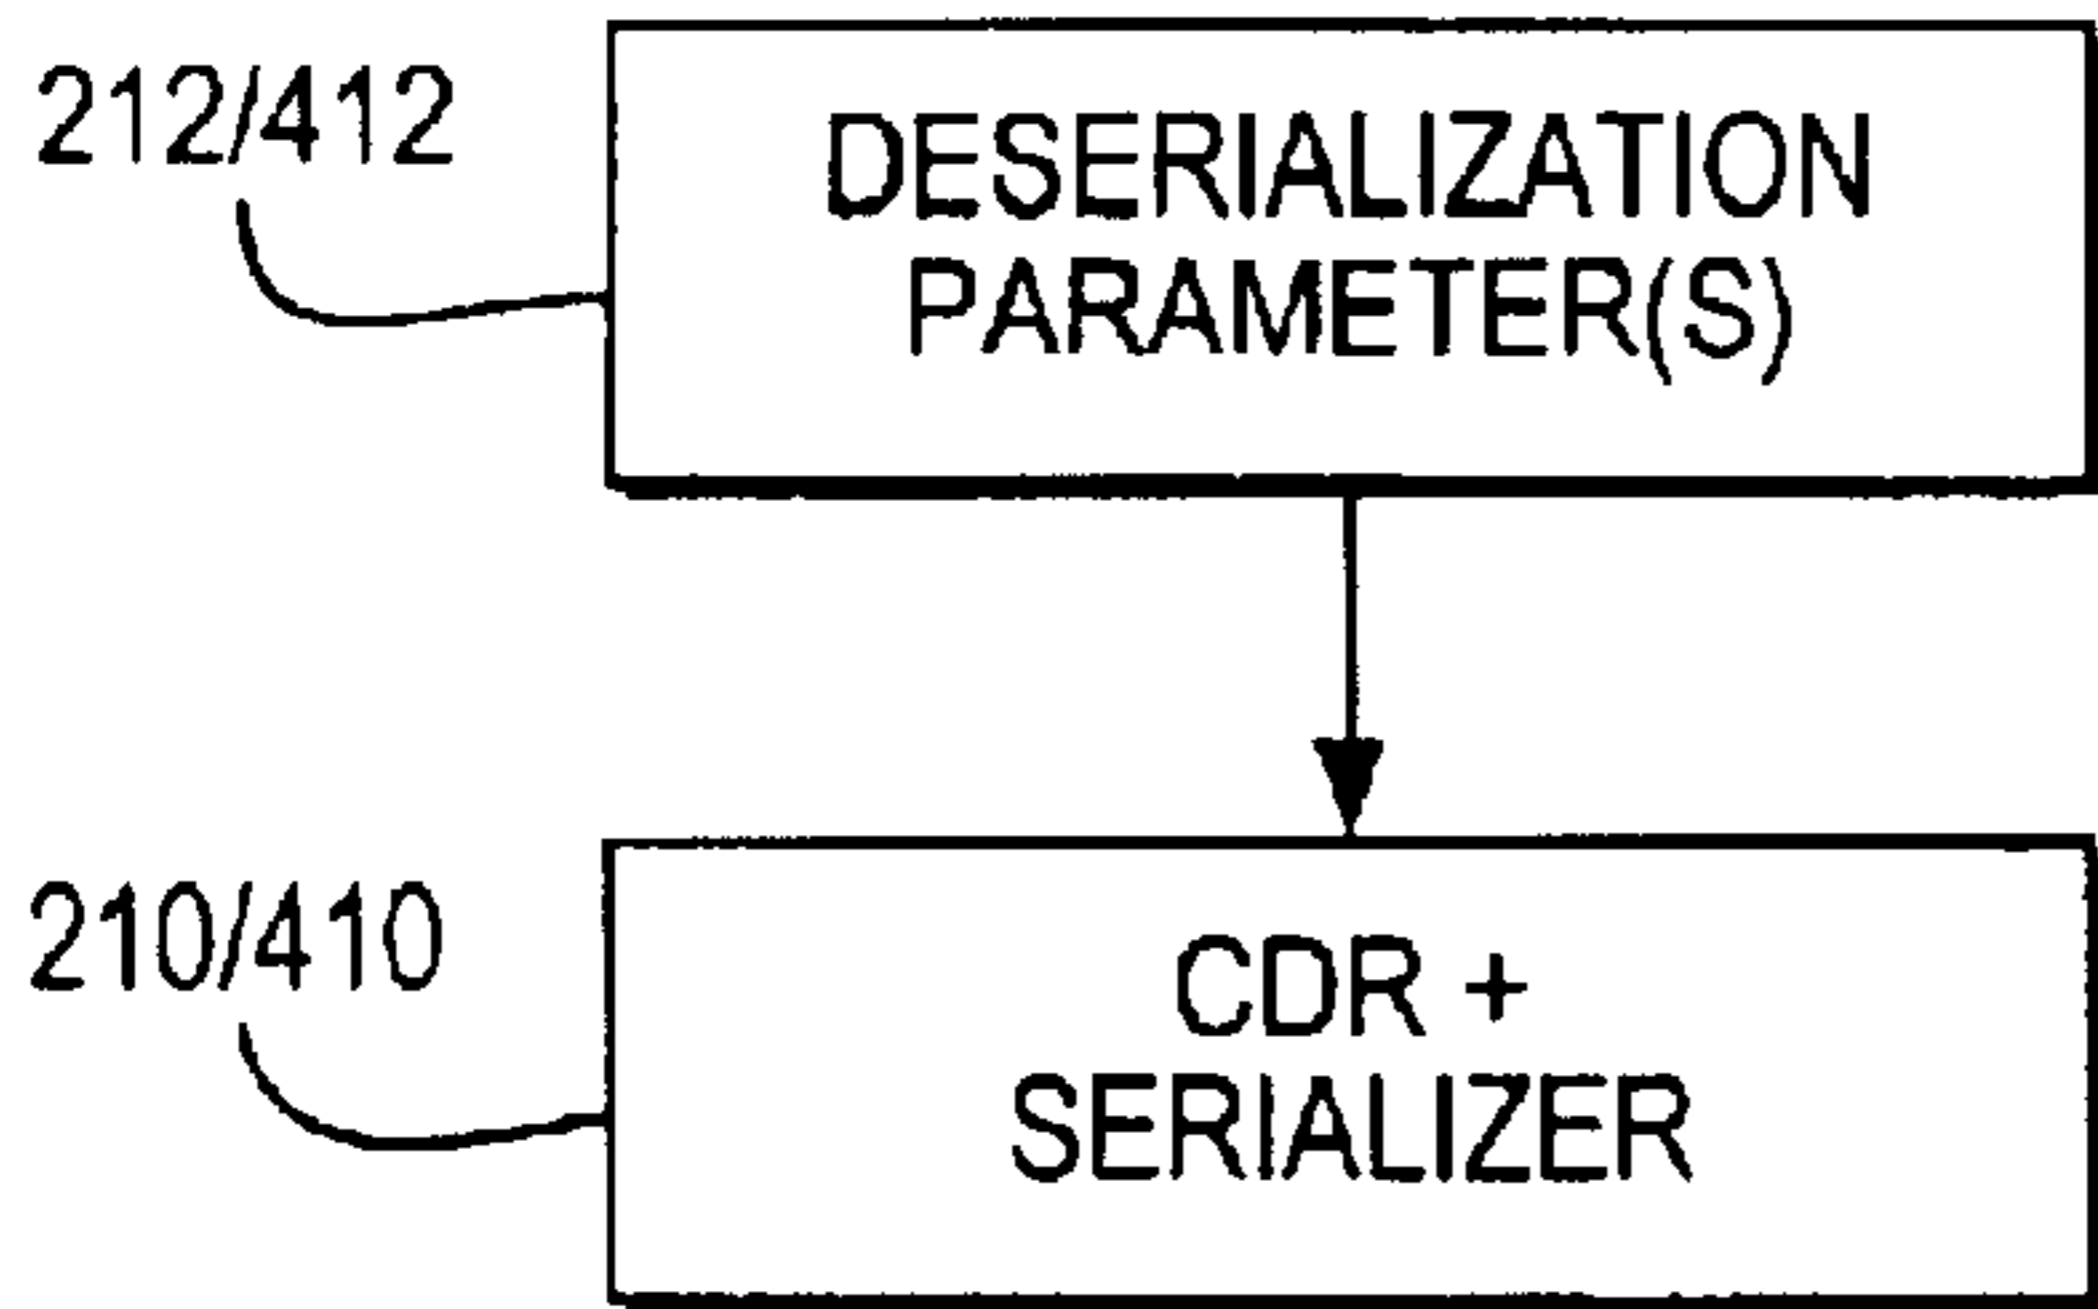 212/412
DESERIALIZATION
PARAMETER(S)
210/410
CDR +
SERIALIZER